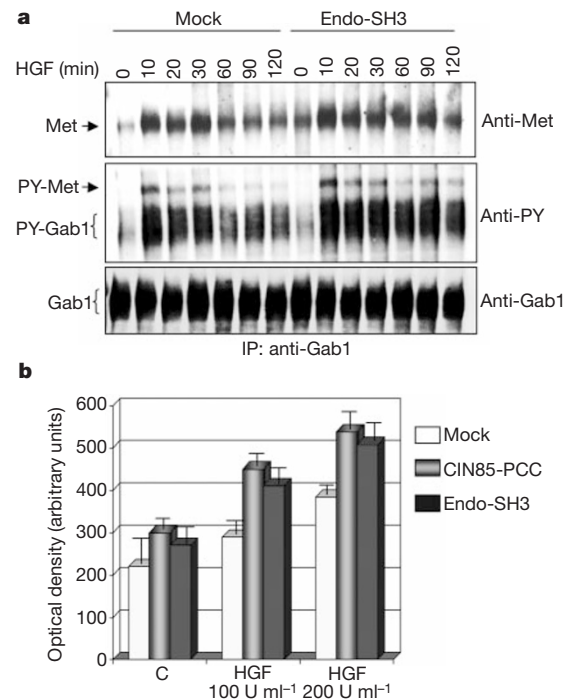 a
Mock Endo-SH3
HGF (min) 0 10 20 30 60 90 120 0 10 20 30 60 90 120
Met Anti-Met
PY-Met
PY-Gab1 Anti-PY
Gab1 Anti-Gab1
IP: anti-Gab1
b
Optical density (arbitrary units)
600
500
400
300
200
100
0
Mock
CIN85-PCC
Endo-SH3
C HGF HGF
100 U ml⁻¹ 200 U ml⁻¹